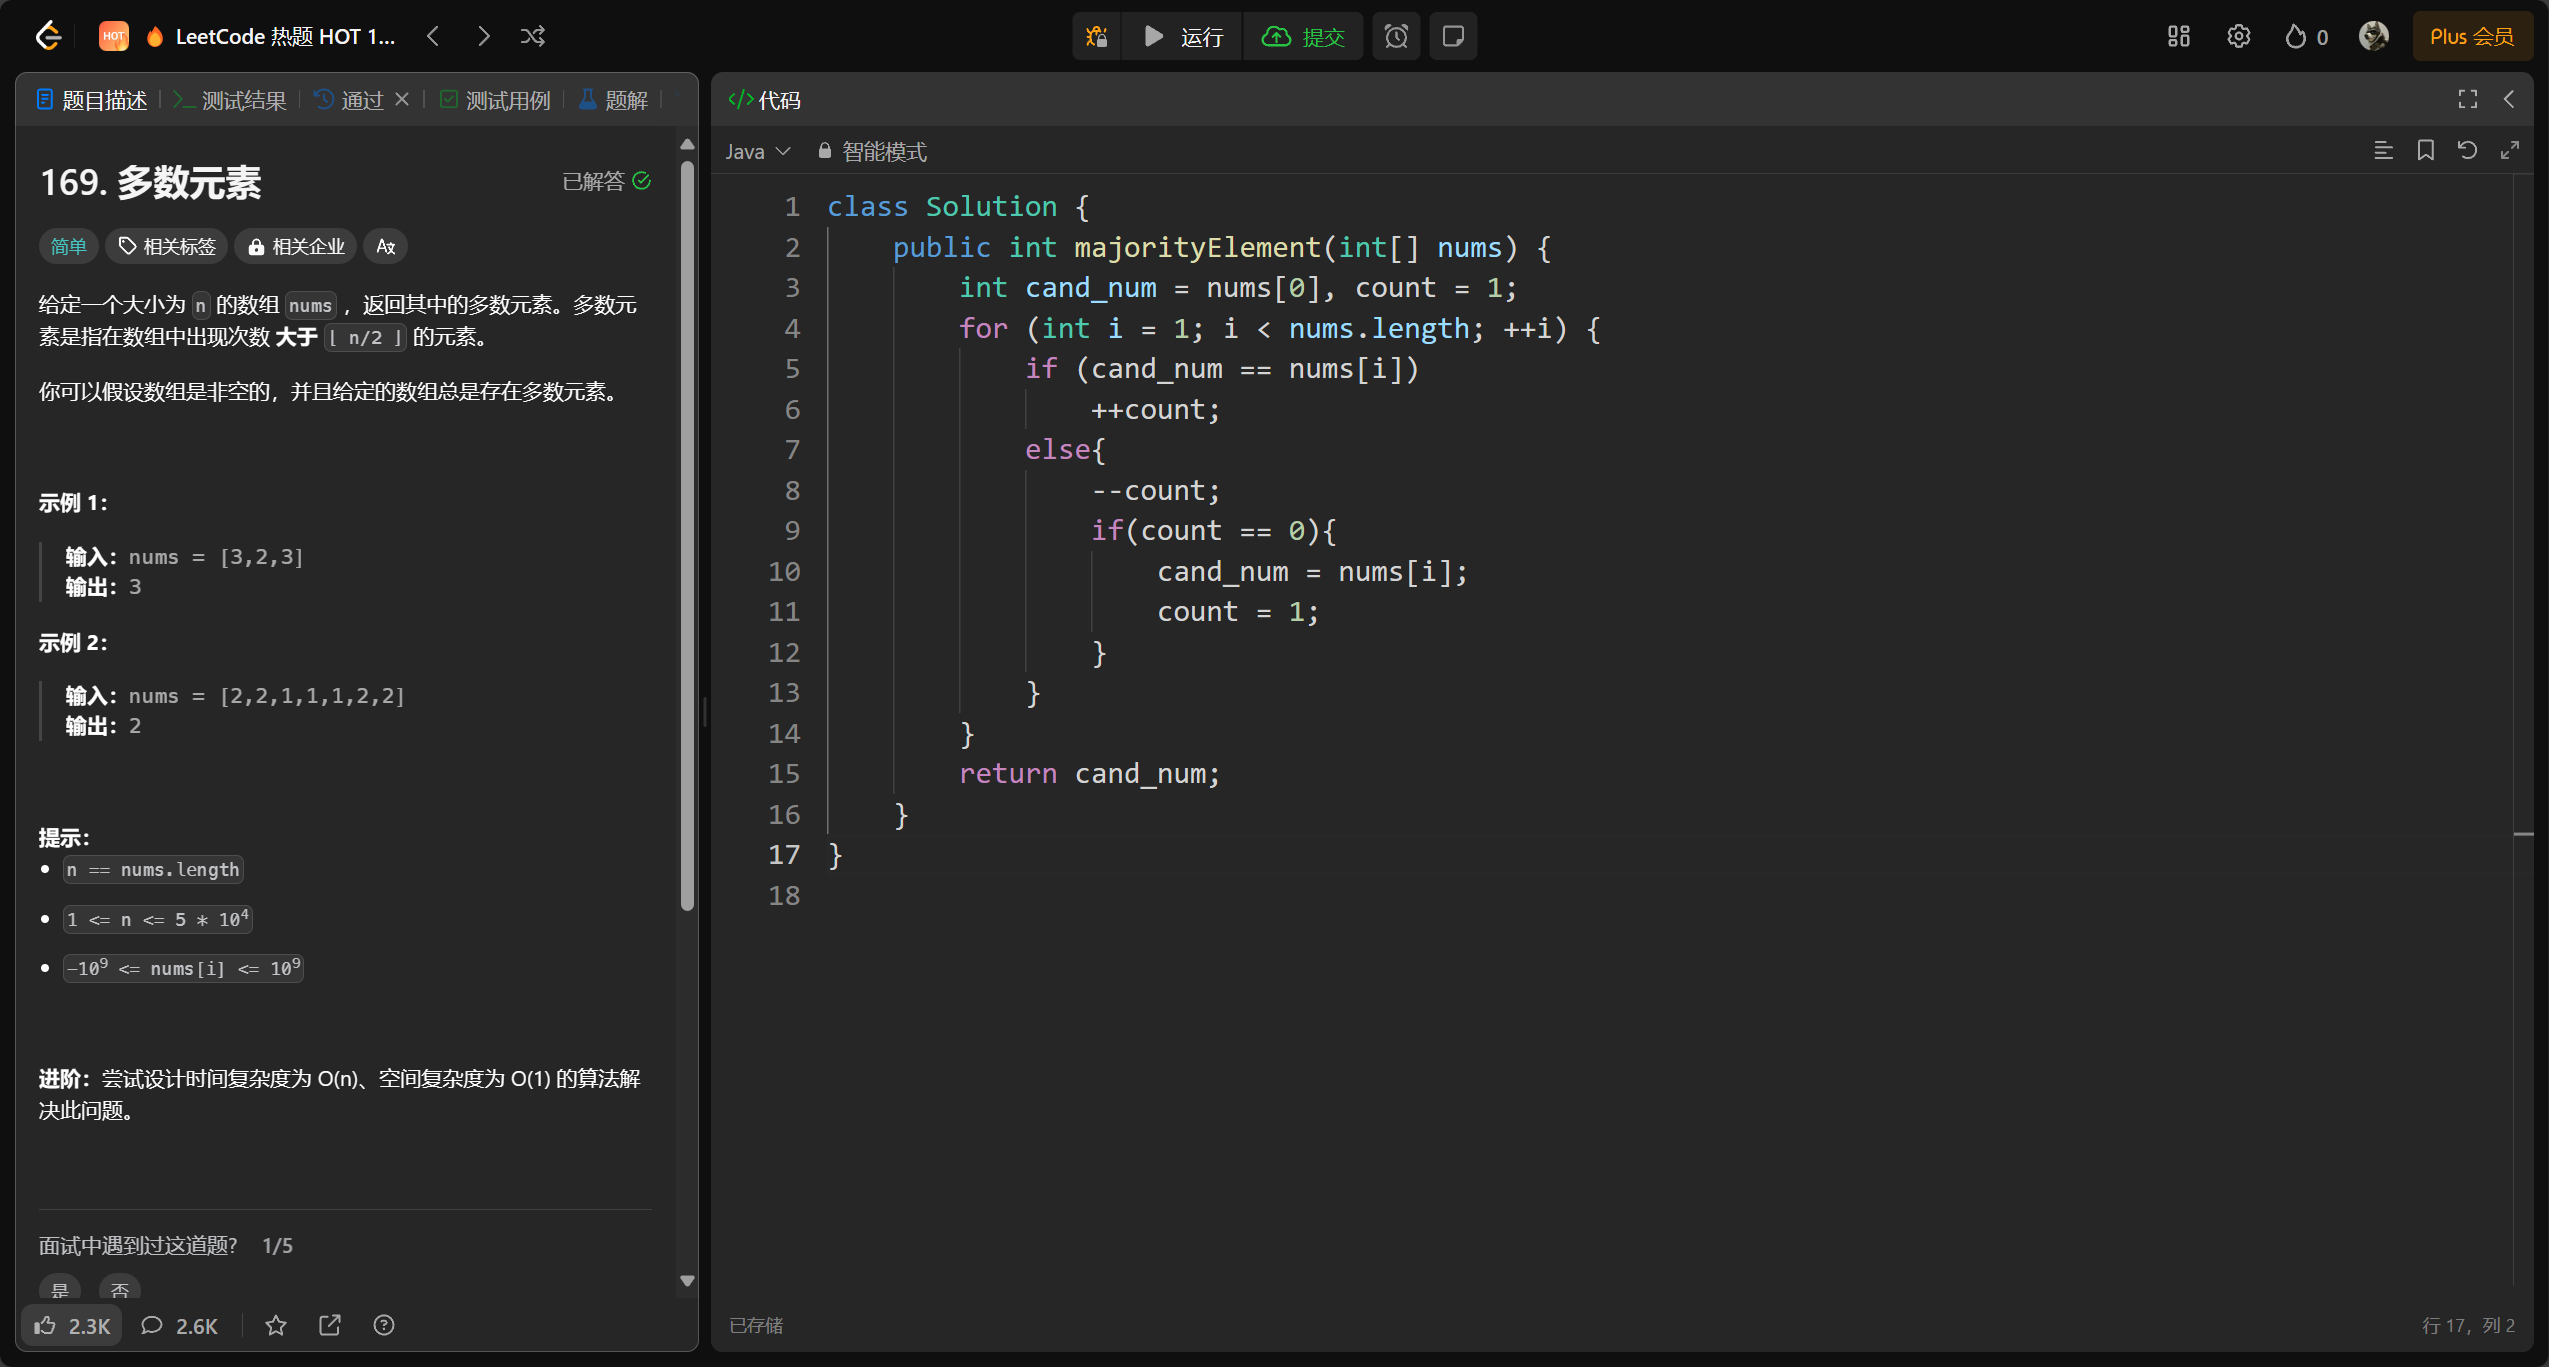 HOT LeetCode 热题 HOT 1... 运行 提交 0 Plus 会员
题目描述 测试结果 通过 测试用例 题解
169. 多数元素 已解答
简单 相关标签 相关企业
给定一个大小为 n 的数组 nums ，返回其中的多数元素。多数元
素是指在数组中出现次数 大于 ⌊ n/2 ⌋ 的元素。
你可以假设数组是非空的，并且给定的数组总是存在多数元素。
示例 1：
输入：nums = [3,2,3]
输出：3
示例 2：
输入：nums = [2,2,1,1,1,2,2]
输出：2
提示：
n == nums.length
1 <= n <= 5 * 10⁴
-10⁹ <= nums[i] <= 10⁹
进阶：尝试设计时间复杂度为 O(n)、空间复杂度为 O(1) 的算法解
决此问题。
面试中遇到过这道题? 1/5
是 否
2.3K 2.6K
</> 代码
Java 智能模式
1 class Solution {
2     public int majorityElement(int[] nums) {
3         int cand_num = nums[0], count = 1;
4         for (int i = 1; i < nums.length; ++i) {
5             if (cand_num == nums[i])
6                 ++count;
7             else{
8                 --count;
9                 if(count == 0){
10                     cand_num = nums[i];
11                     count = 1;
12                 }
13             }
14         }
15         return cand_num;
16     }
17 }
18
已存储 行 17，列 2